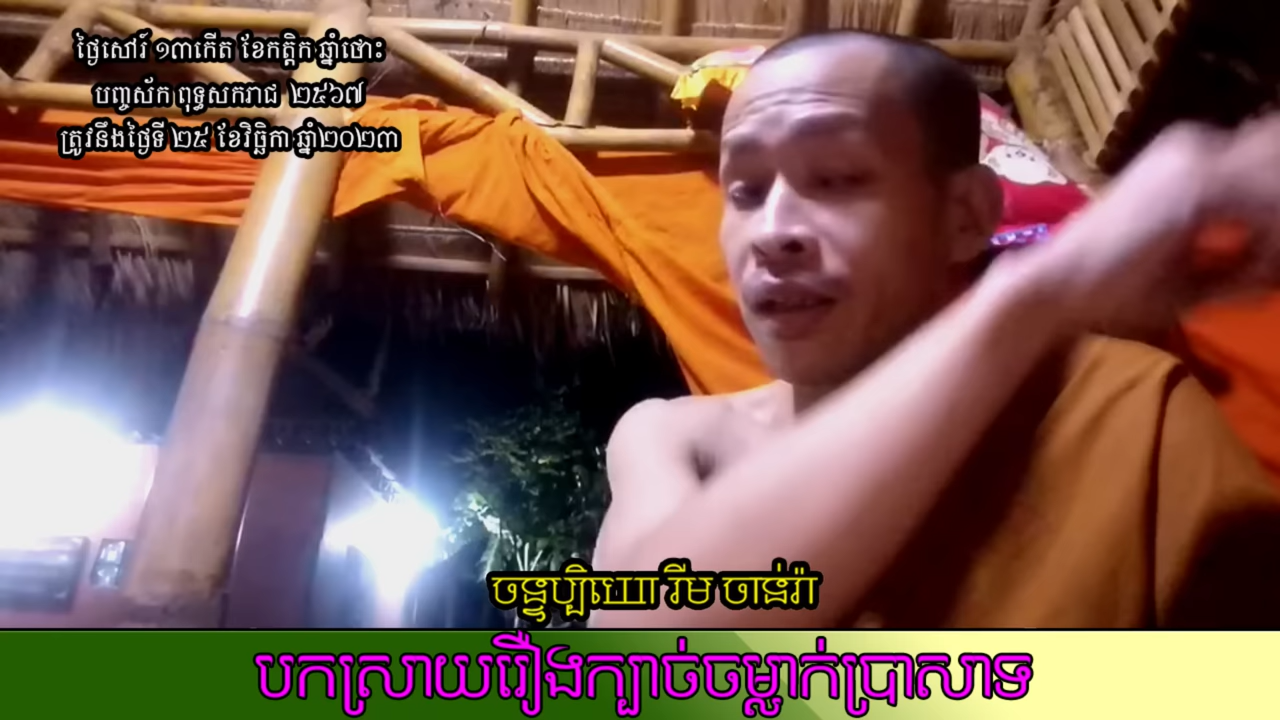 ថ្ងៃសៅរ៍ ១៣កើត ខែកត្តិក ឆ្នាំថោះ
បញ្ចស័ក ពុទ្ធសករាជ ២៥៦៧
ត្រូវនឹងថ្ងៃទី ២៥ ខែវិច្ឆិកា ឆ្នាំ២០២៣
ចន្ទប្បិយោ រឹម ចាន់រ៉ា
បកស្រាយរឿងក្បាច់ចម្លាក់ប្រាសាទ